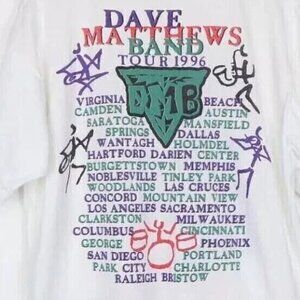 DAVE
MATTHEWS
BAND
TOUR 1996
DMB
VIRGINIA BEACH
CAMDEN AUSTIN
SARATOGA MANSFIELD
SPRINGS DALLAS
WANTAGH HOLMDEL
HARTFORD DARIEN CENTER
BURGETTSTOWN MEMPHIS
NOBLESVILLE TINLEY PARK
WOODLANDS LAS CRUCES
CONCORD MOUNTAIN VIEW
LOS ANGELES SACRAMENTO
CLARKSTON MILWAUKEE
COLUMBUS CINCINNATI
GEORGE PHOENIX
SAN DIEGO PORTLAND
PARK CITY CHARLOTTE
RALEIGH BRISTOW